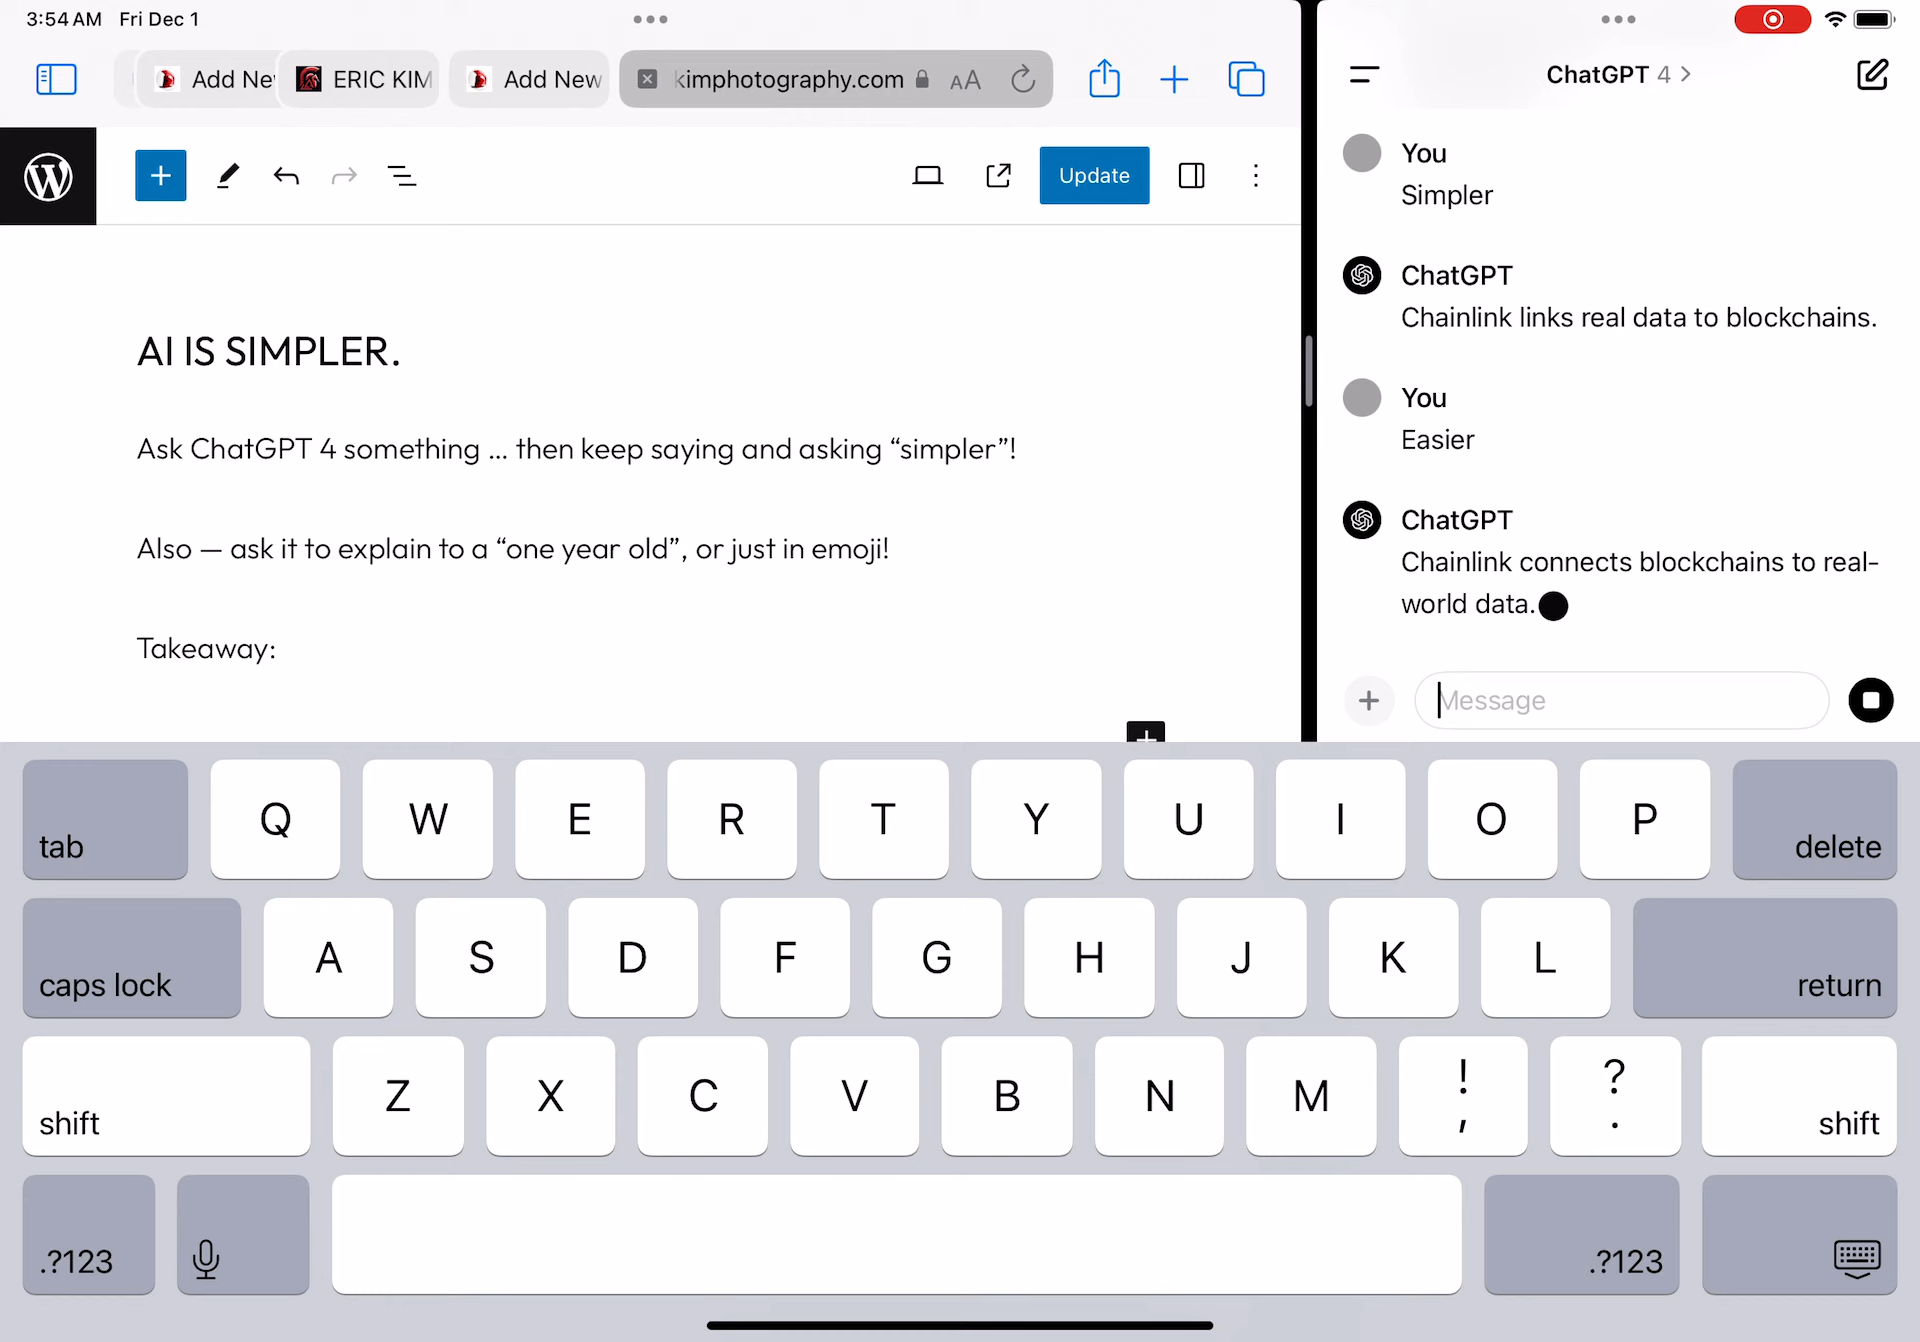 3:54 AM Fri Dec 1
Add Ne
ERIC KIM
Add New
kimphotography.com
AA
Update
AI IS SIMPLER.
Ask ChatGPT 4 something ... then keep saying and asking “simpler”!
Also — ask it to explain to a “one year old”, or just in emoji!
Takeaway:
ChatGPT 4 >
You
Simpler
ChatGPT
Chainlink links real data to blockchains.
You
Easier
ChatGPT
Chainlink connects blockchains to real-
world data.
Message
tab Q W E R T Y U I O P delete
caps lock A S D F G H J K L return
shift Z X C V B N M ! , ? . shift
.?123 .?123